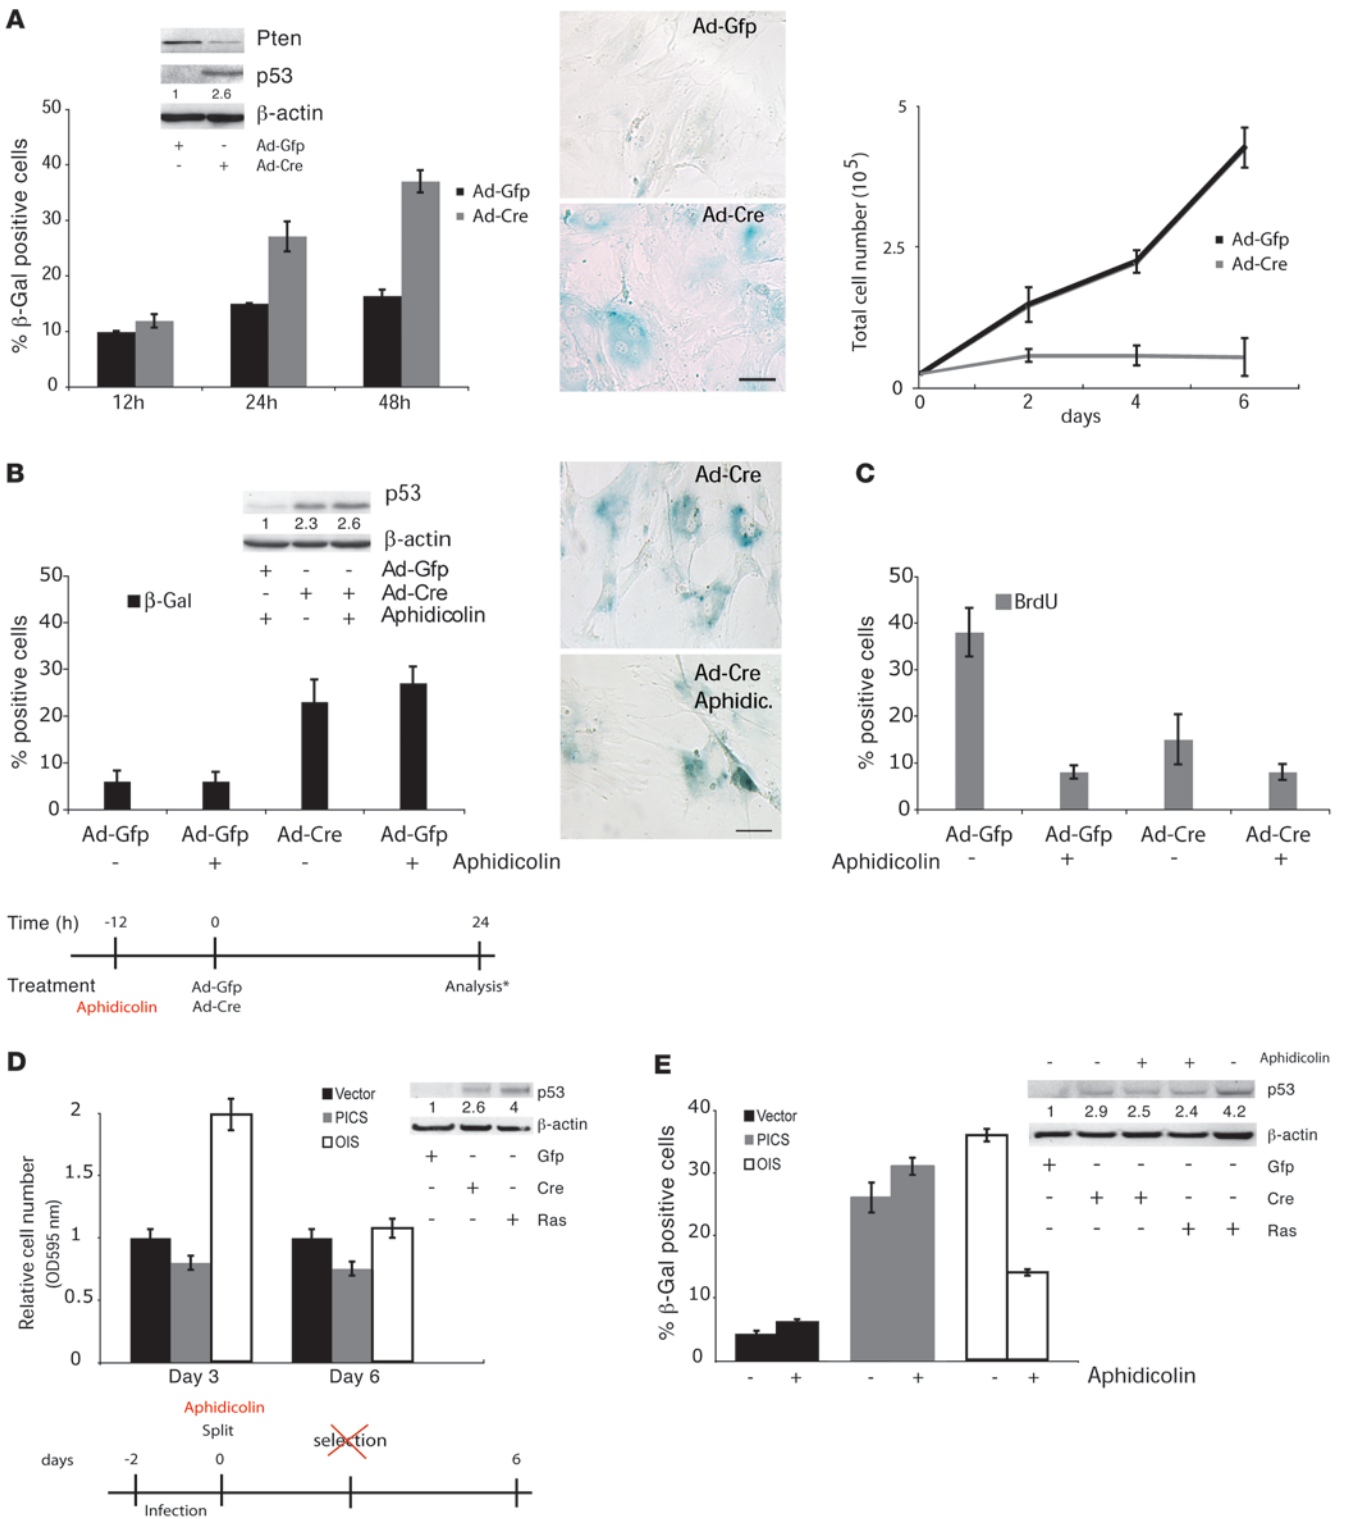 A
Pten
p53
1 2.6
β-actin
+ - Ad-Gfp
- + Ad-Cre
% β-Gal positive cells
50
40
30
20
10
0
12h 24h 48h
Ad-Gfp
Ad-Cre
Ad-Gfp
Ad-Cre
Total cell number (10⁵)
5
2.5
0
0 2 4 6
days
Ad-Gfp
Ad-Cre
B
p53
1 2.3 2.6
β-actin
+ - - Ad-Gfp
- + + Ad-Cre
+ - + Aphidicolin
% positive cells
50
40
30
20
10
0
β-Gal
Ad-Gfp Ad-Gfp Ad-Cre Ad-Gfp
- + - + Aphidicolin
Ad-Cre
Ad-Cre
Aphidic.
C
% positive cells
50
40
30
20
10
0
BrdU
Ad-Gfp Ad-Gfp Ad-Cre Ad-Cre
Aphidicolin - + - +
Time (h) -12 0 24
Treatment Ad-Gfp Analysis*
Aphidicolin Ad-Cre
D
Vector
PICS
OIS
p53
1 2.6 4
β-actin
+ - - Gfp
- + - Cre
- - + Ras
Relative cell number
(OD595 nm)
2
1.5
1
0.5
0
Day 3 Day 6
Aphidicolin
Split
selection
days -2 0 6
Infection
E
- - + + - Aphidicolin
p53
1 2.9 2.5 2.4 4.2
β-actin
+ - - - - Gfp
- + + - - Cre
- - - + + Ras
Vector
PICS
OIS
% β-Gal positive cells
40
30
20
10
0
- + - + - + Aphidicolin